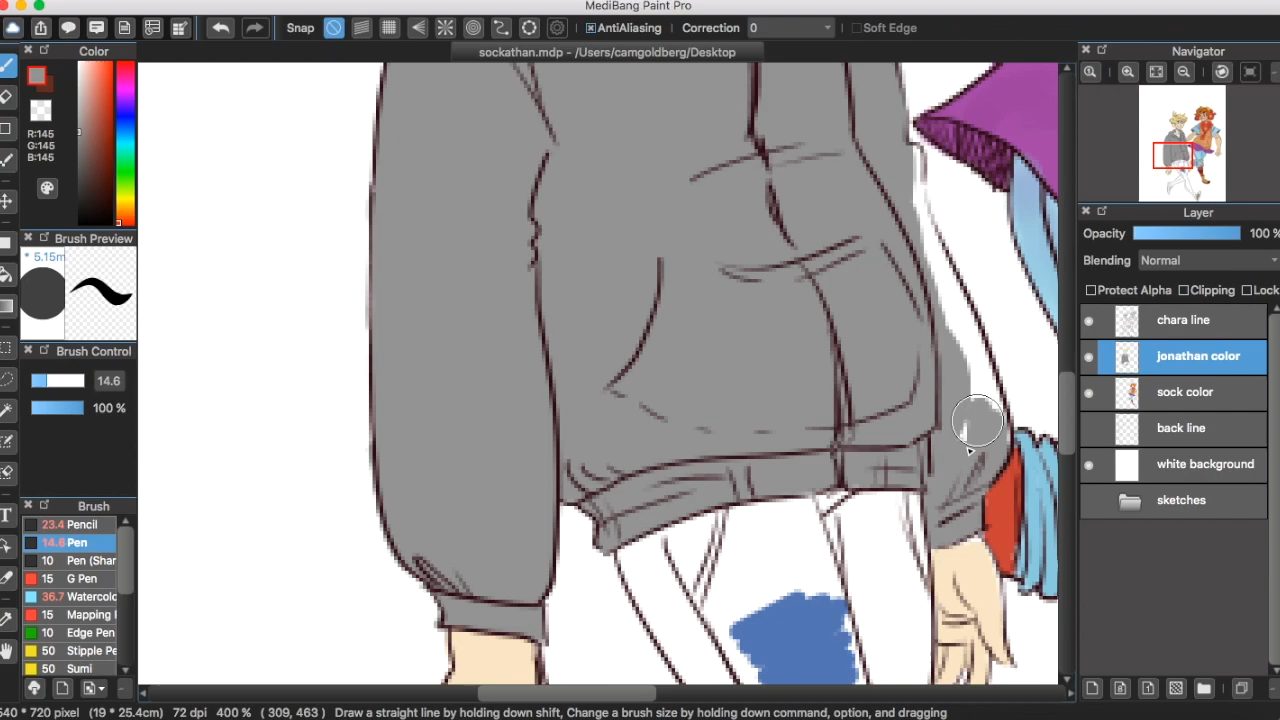 MediBang Paint Pro
Snap
AntiAliasing
Correction 0
Soft Edge
Color
sockathan.mdp - /Users/camgoldberg/Desktop
Navigator
R:145
G:145
B:145
Brush Preview
* 5.15m
Layer
Opacity 100 %
Blending Normal
Protect Alpha Clipping Lock
chara line
Brush Control
jonathan color
14.6
100 %
sock color
back line
white background
sketches
Brush
23.4 Pencil
14.6 Pen
10 Pen (Shar
15 G Pen
36.7 Waterco
15 Mapping
10 Edge Pen
50 Stipple Pe
50 Sumi
540 * 720 pixel (19 * 25.4cm) 72 dpi 400 % ( 309, 463 ) Draw a straight line by holding down shift, Change a brush size by holding down command, option, and dragging